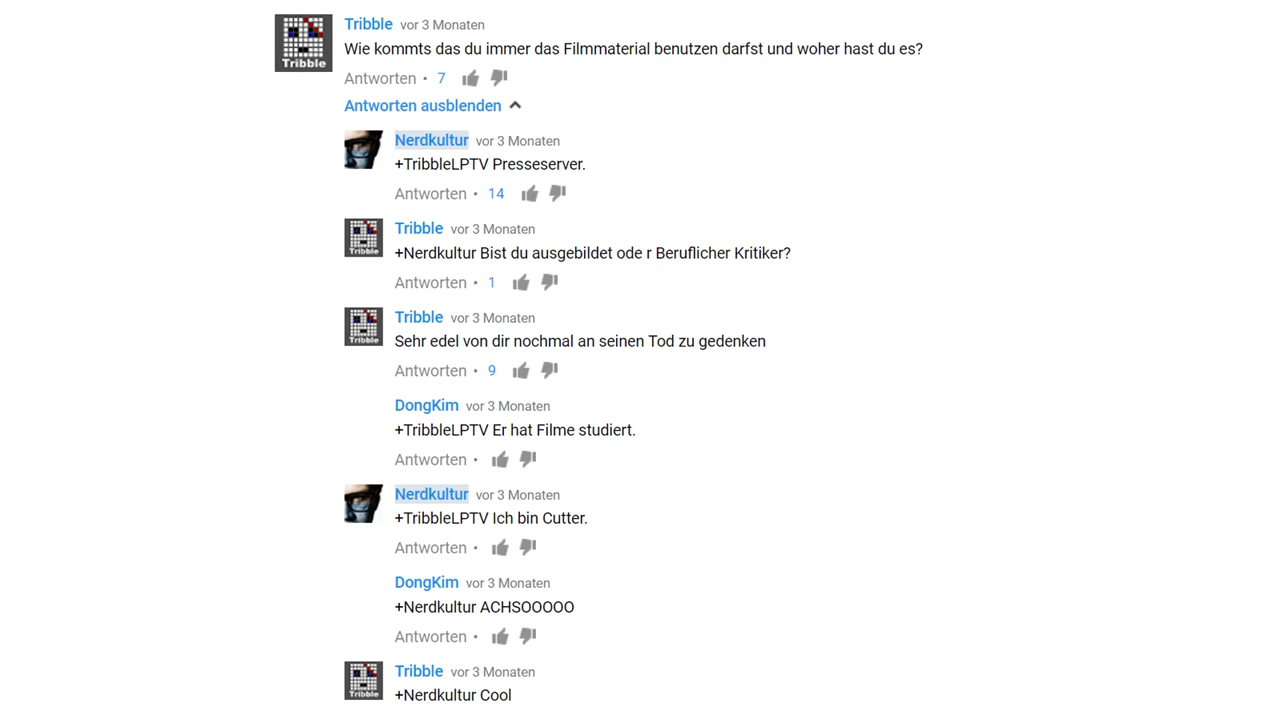 Tribble vor 3 Monaten
Wie kommts das du immer das Filmmaterial benutzen darfst und woher hast du es?
Antworten • 7
Antworten ausblenden
Nerdkultur vor 3 Monaten
+TribbleLPTV Presseserver.
Antworten • 14
Tribble vor 3 Monaten
+Nerdkultur Bist du ausgebildet ode r Beruflicher Kritiker?
Antworten • 1
Tribble vor 3 Monaten
Sehr edel von dir nochmal an seinen Tod zu gedenken
Antworten • 9
DongKim vor 3 Monaten
+TribbleLPTV Er hat Filme studiert.
Antworten •
Nerdkultur vor 3 Monaten
+TribbleLPTV Ich bin Cutter.
Antworten •
DongKim vor 3 Monaten
+Nerdkultur ACHSOOOOO
Antworten •
Tribble vor 3 Monaten
+Nerdkultur Cool
Tribble
Tribble
Tribble
Tribble